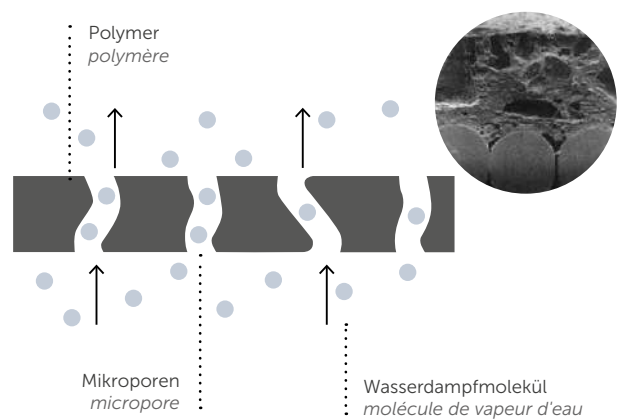 Polymer
polymère
Mikroporen
micropore
Wasserdampfmolekül
molécule de vapeur d'eau